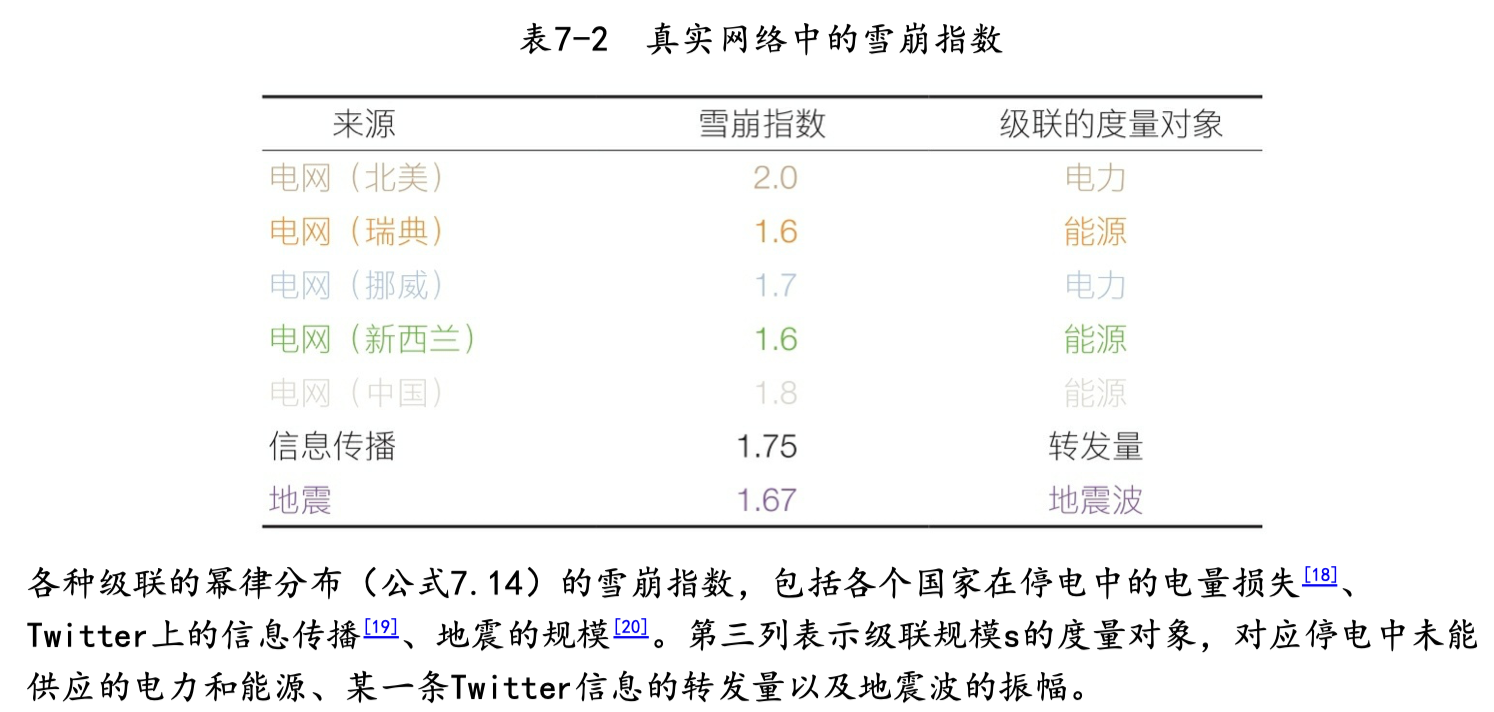 表7-2 真实网络中的雪崩指数
来源 雪崩指数 级联的度量对象
电网（北美） 2.0 电力
电网（瑞典） 1.6 能源
电网（挪威） 1.7 电力
电网（新西兰） 1.6 能源
电网（中国） 1.8 能源
信息传播 1.75 转发量
地震 1.67 地震波
各种级联的幂律分布（公式7.14）的雪崩指数，包括各个国家在停电中的电量损失[18]、
Twitter上的信息传播[19]、地震的规模[20]。第三列表示级联规模s的度量对象，对应停电中未能
供应的电力和能源、某一条Twitter信息的转发量以及地震波的振幅。